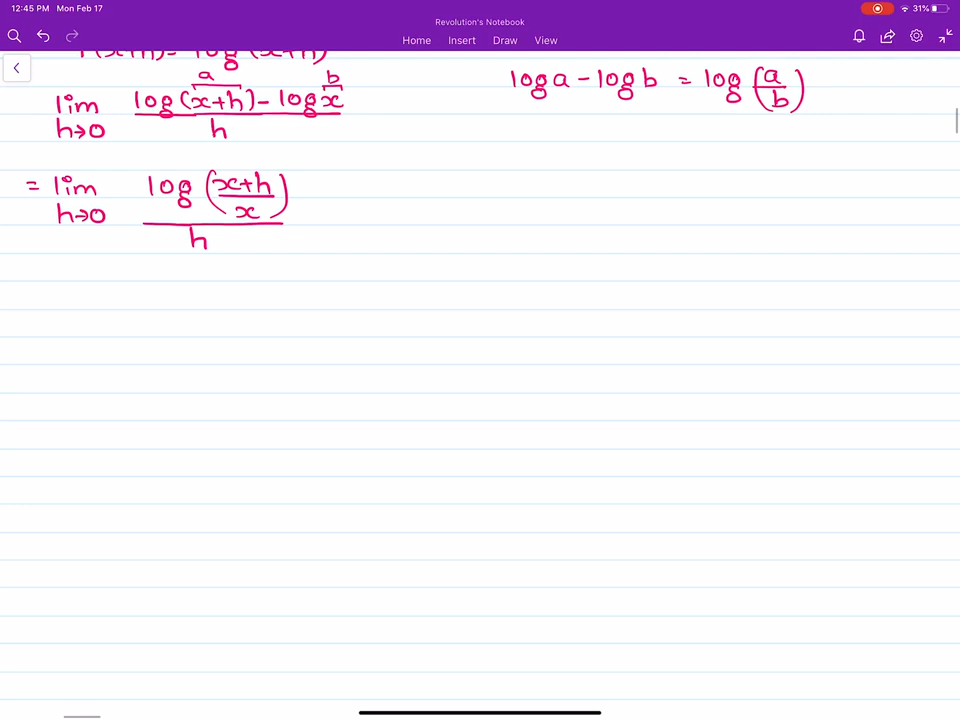 12:45 PM Mon Feb 17
31%
Revolution's Notebook
Home Insert Draw View
f(x+h) = log(x+h)
a b
lim h→0 (log(x+h) - log x)/h
log a - log b = log(a/b)
= lim h→0 log((x+h)/x)/h